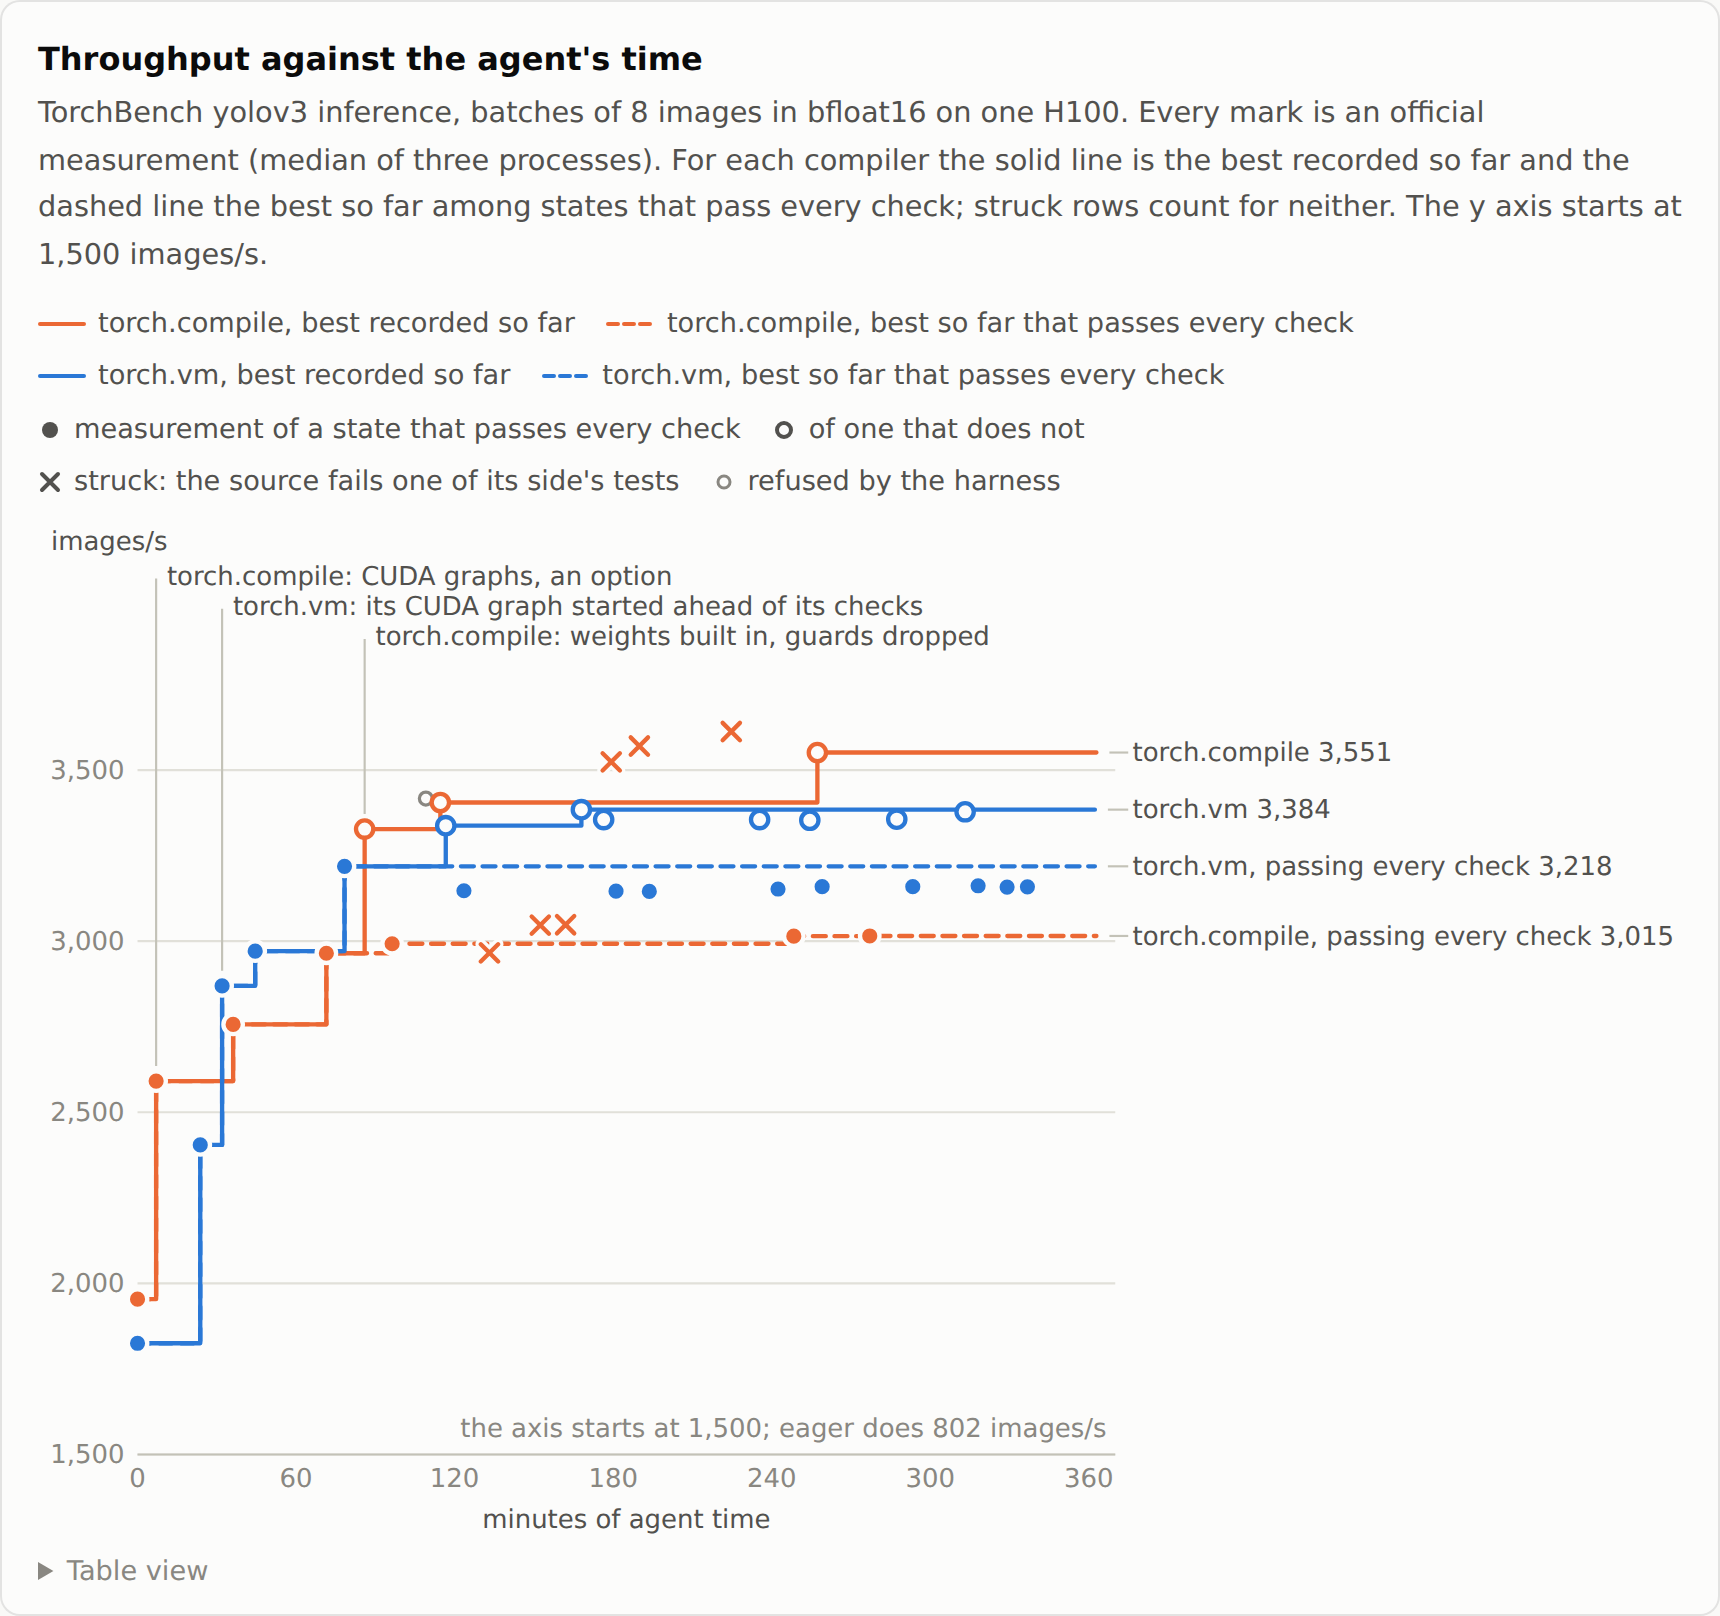 Throughput against the agent's time
TorchBench yolov3 inference, batches of 8 images in bfloat16 on one H100. Every mark is an official
measurement (median of three processes). For each compiler the solid line is the best recorded so far and the
dashed line the best so far among states that pass every check; struck rows count for neither. The y axis starts at
1,500 images/s.
torch.compile, best recorded so far torch.compile, best so far that passes every check
torch.vm, best recorded so far torch.vm, best so far that passes every check
measurement of a state that passes every check of one that does not
struck: the source fails one of its side's tests refused by the harness
images/s
torch.compile: CUDA graphs, an option
torch.vm: its CUDA graph started ahead of its checks
torch.compile: weights built in, guards dropped
torch.compile 3,551
3,500
torch.vm 3,384
torch.vm, passing every check 3,218
torch.compile, passing every check 3,015
3,000
2,500
2,000
the axis starts at 1,500; eager does 802 images/s
1,500
0 60 120 180 240 300 360
minutes of agent time
Table view